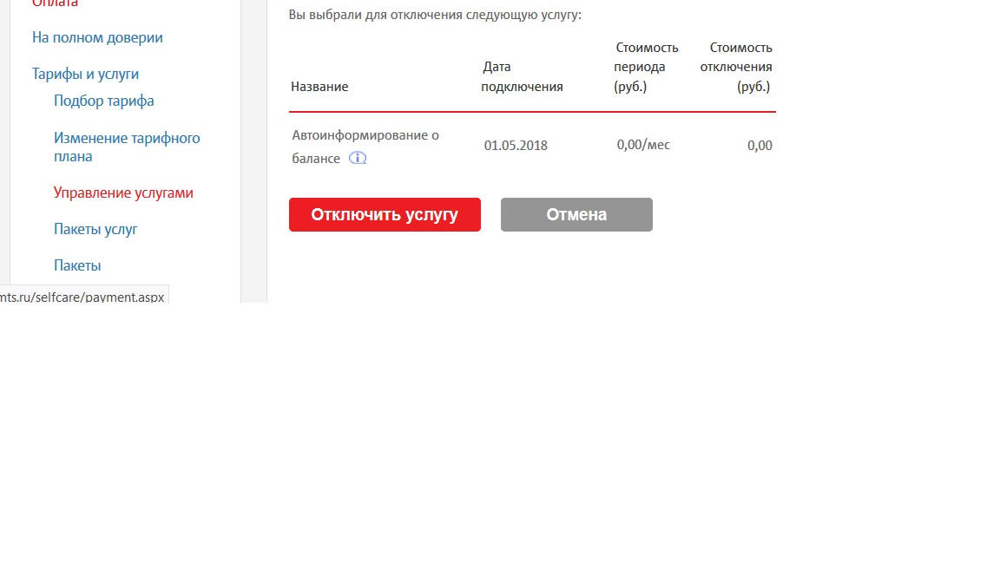 Оплата
На полном доверии
Тарифы и услуги
Подбор тарифа
Изменение тарифного
плана
Управление услугами
Пакеты услуг
Пакеты
mts.ru/selfcare/payment.aspx
Вы выбрали для отключения следующую услугу:
Название
Дата
подключения
Стоимость
периода
(руб.)
Стоимость
отключения
(руб.)
Автоинформирование о
балансе
01.05.2018
0,00/мес
0,00
Отключить услугу
Отмена